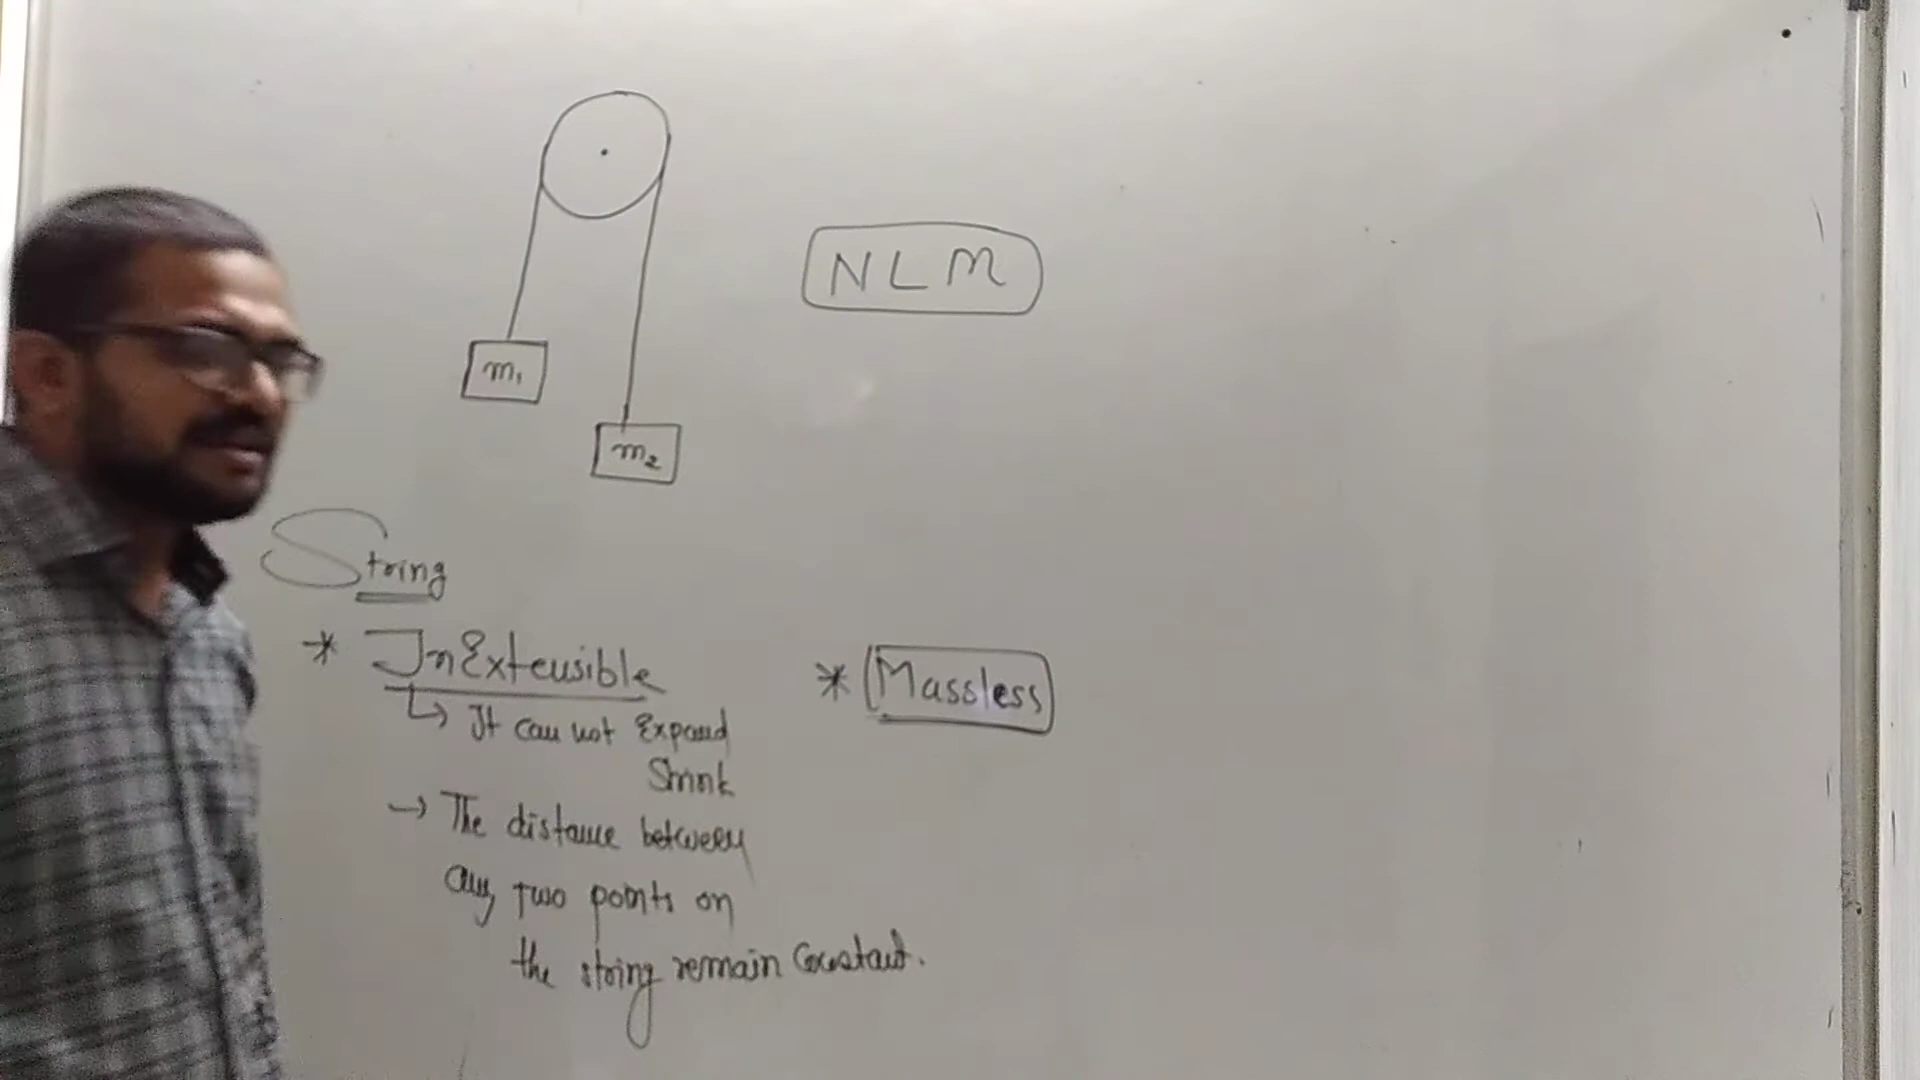 NLM
m₁
m₂
String
* InExtensible
* Massless
↳ It can not Expand
Shrink
→ The distance between
any two points on
the string remain Constant.